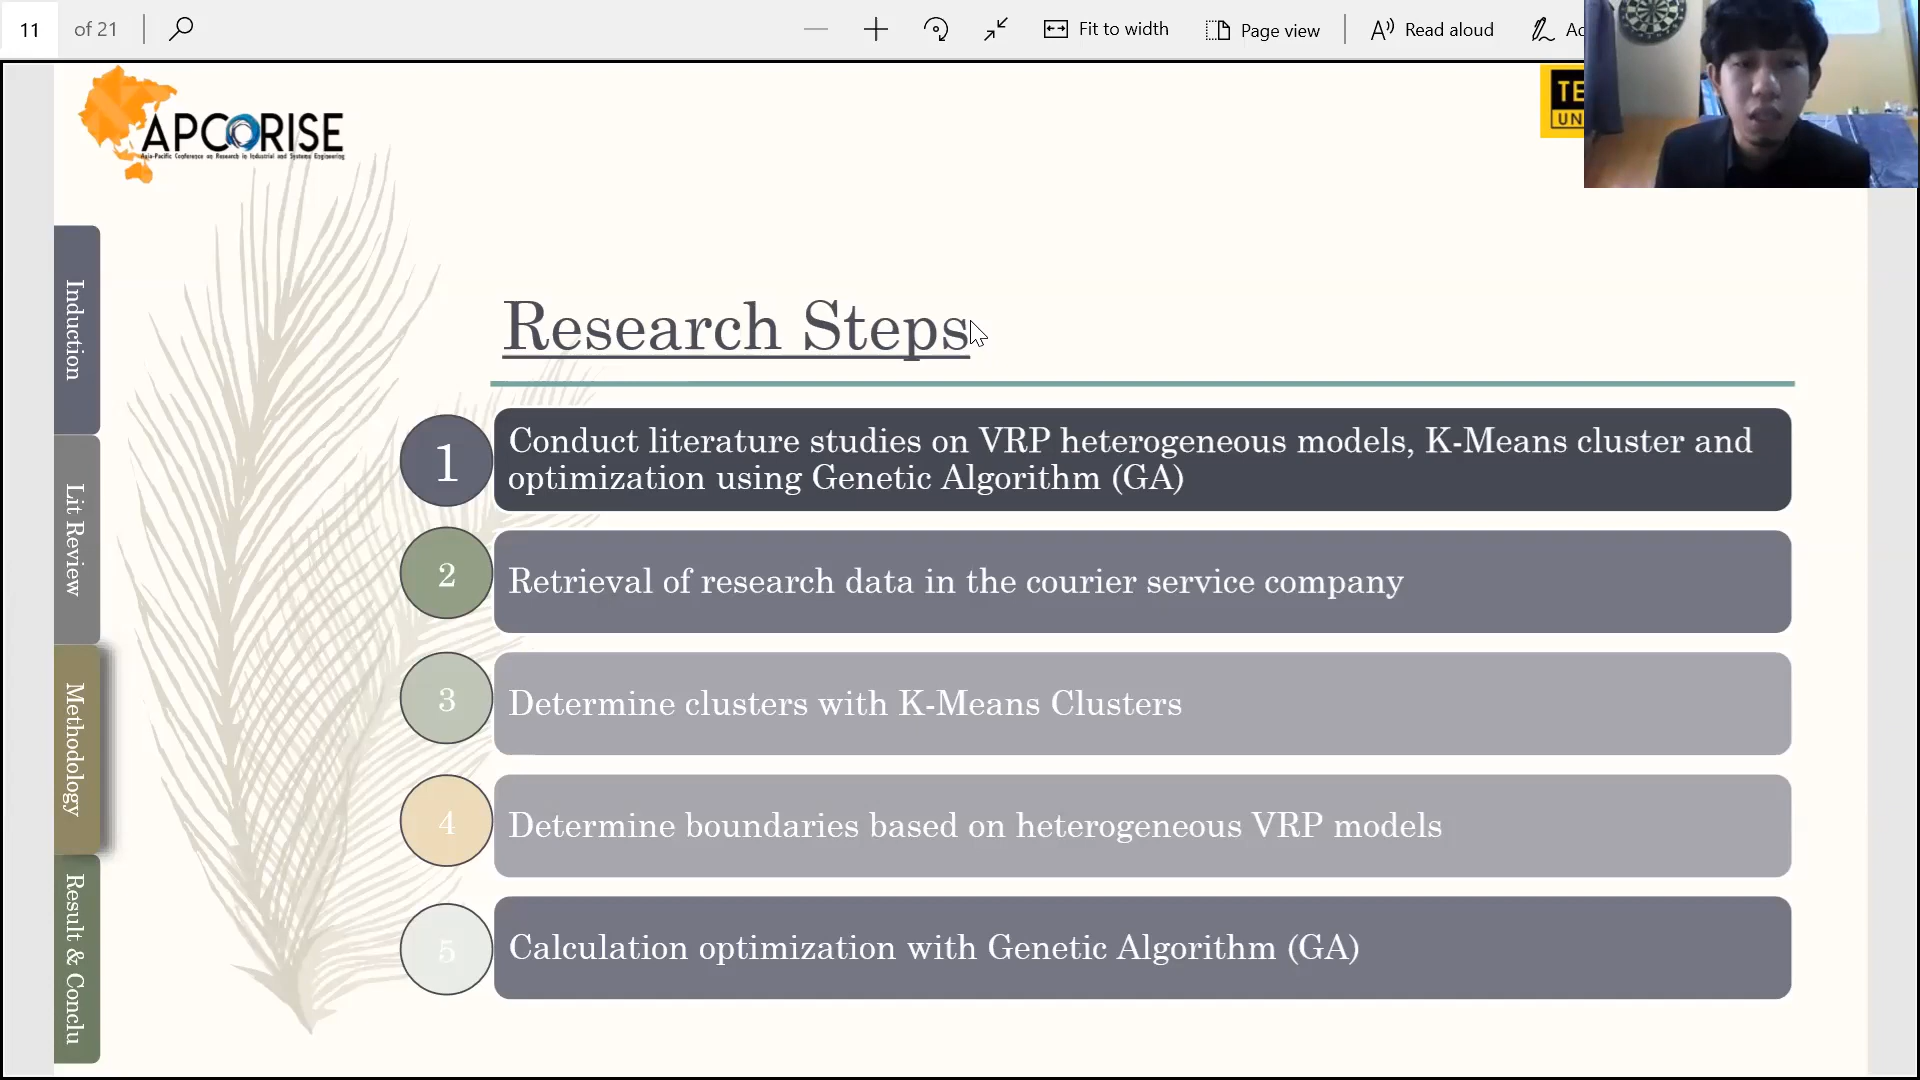 11 of 21 Fit to width Page view Read aloud
APCORISE
Asia-Pacific Conference on Research in Industrial and Systems Engineering
Induction
Lit Review
Methodology
Result & Conclu
Research Steps
1 Conduct literature studies on VRP heterogeneous models, K-Means cluster and
optimization using Genetic Algorithm (GA)
2 Retrieval of research data in the courier service company
3 Determine clusters with K-Means Clusters
4 Determine boundaries based on heterogeneous VRP models
5 Calculation optimization with Genetic Algorithm (GA)